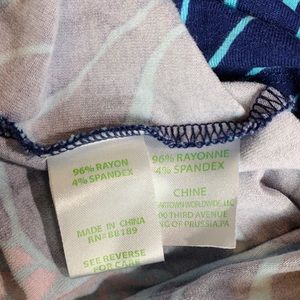 96% RAYON
4% SPANDEX
MADE IN CHINA
RN# 88189
SEE REVERSE
FOR CARE
96% RAYONNE
4% SPANDEX
CHINE
WORLDWIDE, LLC
THIRD AVENUE
OF PRUSSIA, PA